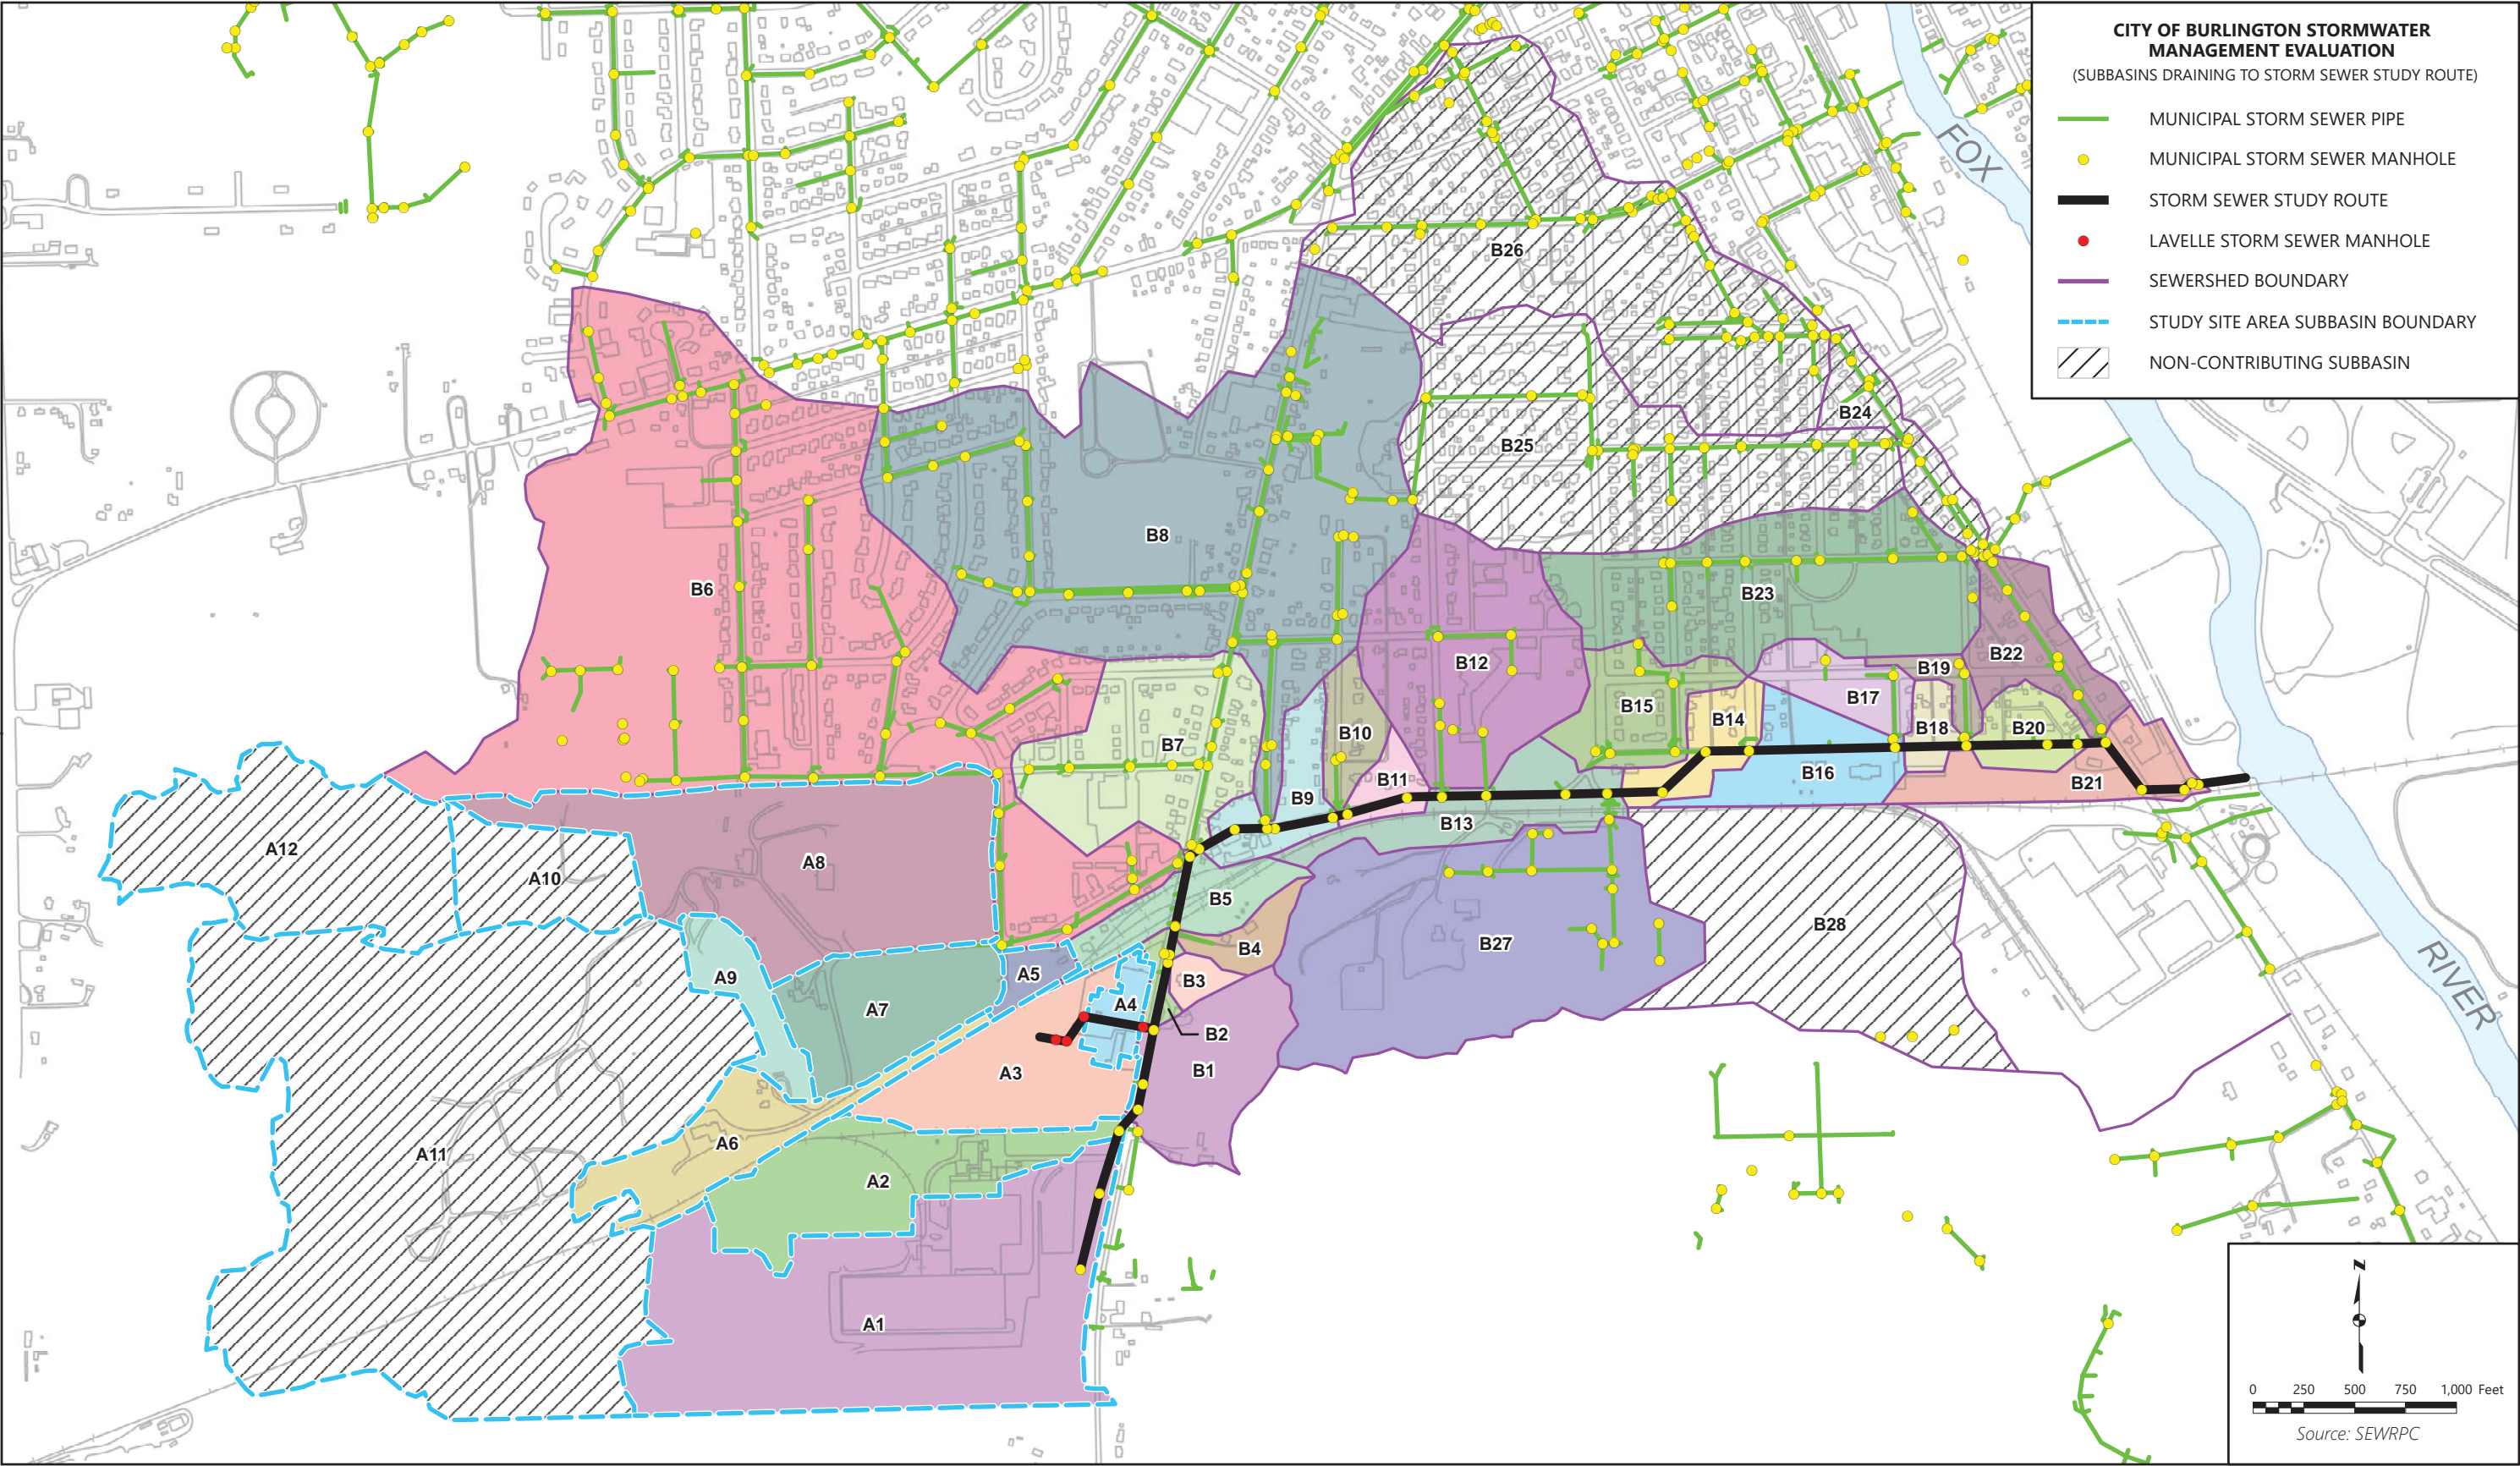 CITY OF BURLINGTON STORMWATER
MANAGEMENT EVALUATION
(SUBBASINS DRAINING TO STORM SEWER STUDY ROUTE)
MUNICIPAL STORM SEWER PIPE
MUNICIPAL STORM SEWER MANHOLE
STORM SEWER STUDY ROUTE
LAVELLE STORM SEWER MANHOLE
SEWERSHED BOUNDARY
STUDY SITE AREA SUBBASIN BOUNDARY
NON-CONTRIBUTING SUBBASIN
FOX
B26
B24
B25
B8
B6
B23
B22
B12
B19
B17
B15
B14
B18
B20
B10
B7
B16
B11
B21
B9
B13
A12
A8
A10
B5
B28
B27
B4
A5
A9
B3
A4
A7
RIVER
B2
A3
B1
A6
A11
A2
A1
N
0 250 500 750 1,000 Feet
Source: SEWRPC